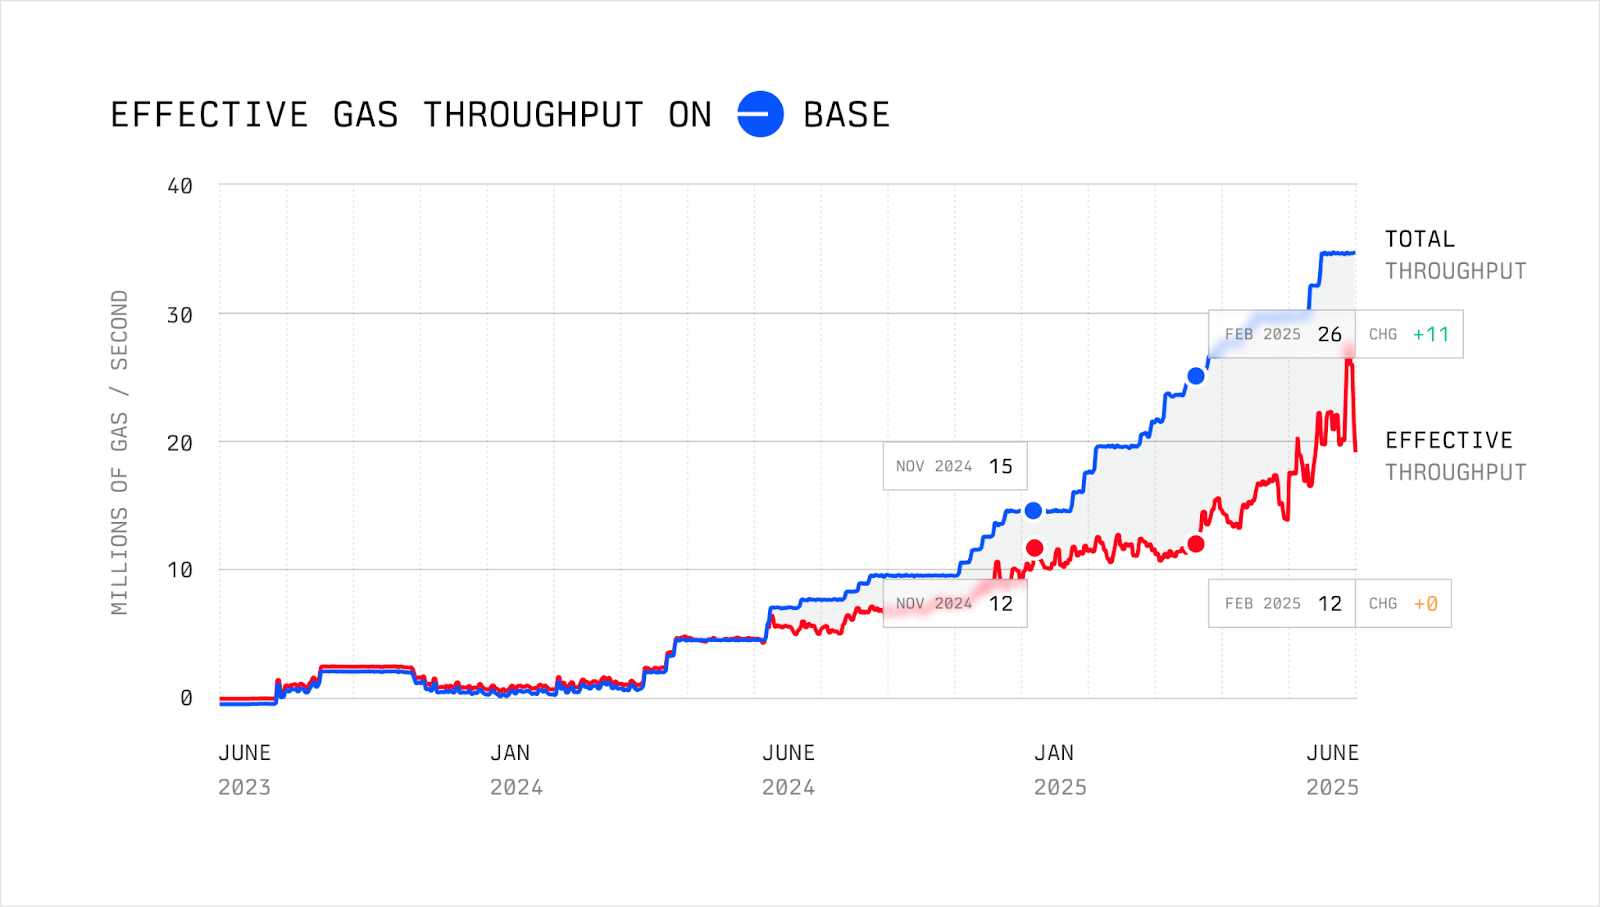 EFFECTIVE GAS THROUGHPUT ON BASE
MILLIONS OF GAS / SECOND
40
30
20
10
0
TOTAL
THROUGHPUT
FEB 2025 26 CHG +11
EFFECTIVE
THROUGHPUT
NOV 2024 15
NOV 2024 12
FEB 2025 12 CHG +0
JUNE
2023
JAN
2024
JUNE
2024
JAN
2025
JUNE
2025